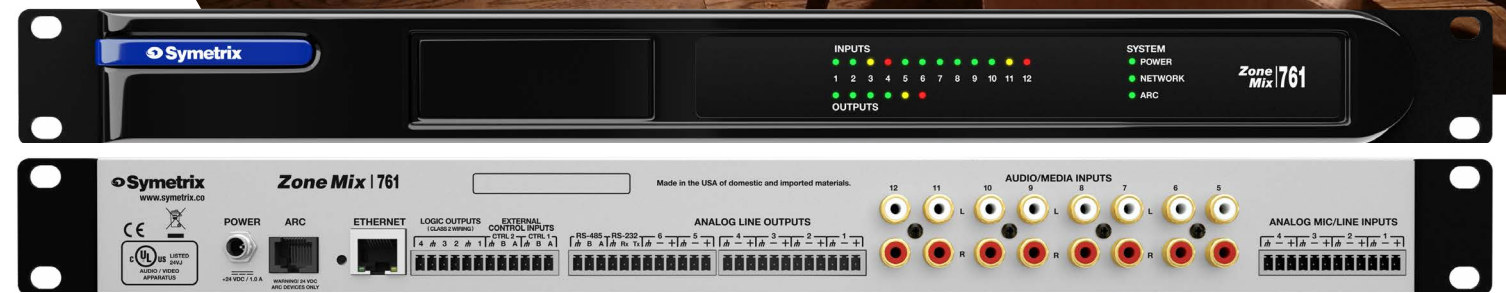 Symetrix
INPUTS
1 2 3 4 5 6 7 8 9 10 11 12
OUTPUTS
SYSTEM
POWER
NETWORK
ARC
Zone Mix | 761
Symetrix
www.symetrix.co
Zone Mix | 761
Made in the USA of domestic and imported materials.
CE
c UL US LISTED
24VJ
AUDIO / VIDEO
APPARATUS
POWER
+24 VDC / 1.0 A
ARC
WARNING! 24 VDC
ARC DEVICES ONLY
ETHERNET
LOGIC OUTPUTS
(CLASS 2 WIRING)
4 3 2 1
EXTERNAL
CONTROL INPUTS
CTRL 2 CTRL 1
B A B A
ANALOG LINE OUTPUTS
RS-485 RS-232 6 5 4 3 2 1
B A Rx Tx - + - + - + - + - + - +
AUDIO/MEDIA INPUTS
12 11 10 9 8 7 6 5
L L L
R R R
ANALOG MIC/LINE INPUTS
4 3 2 1
- + - + - + - +